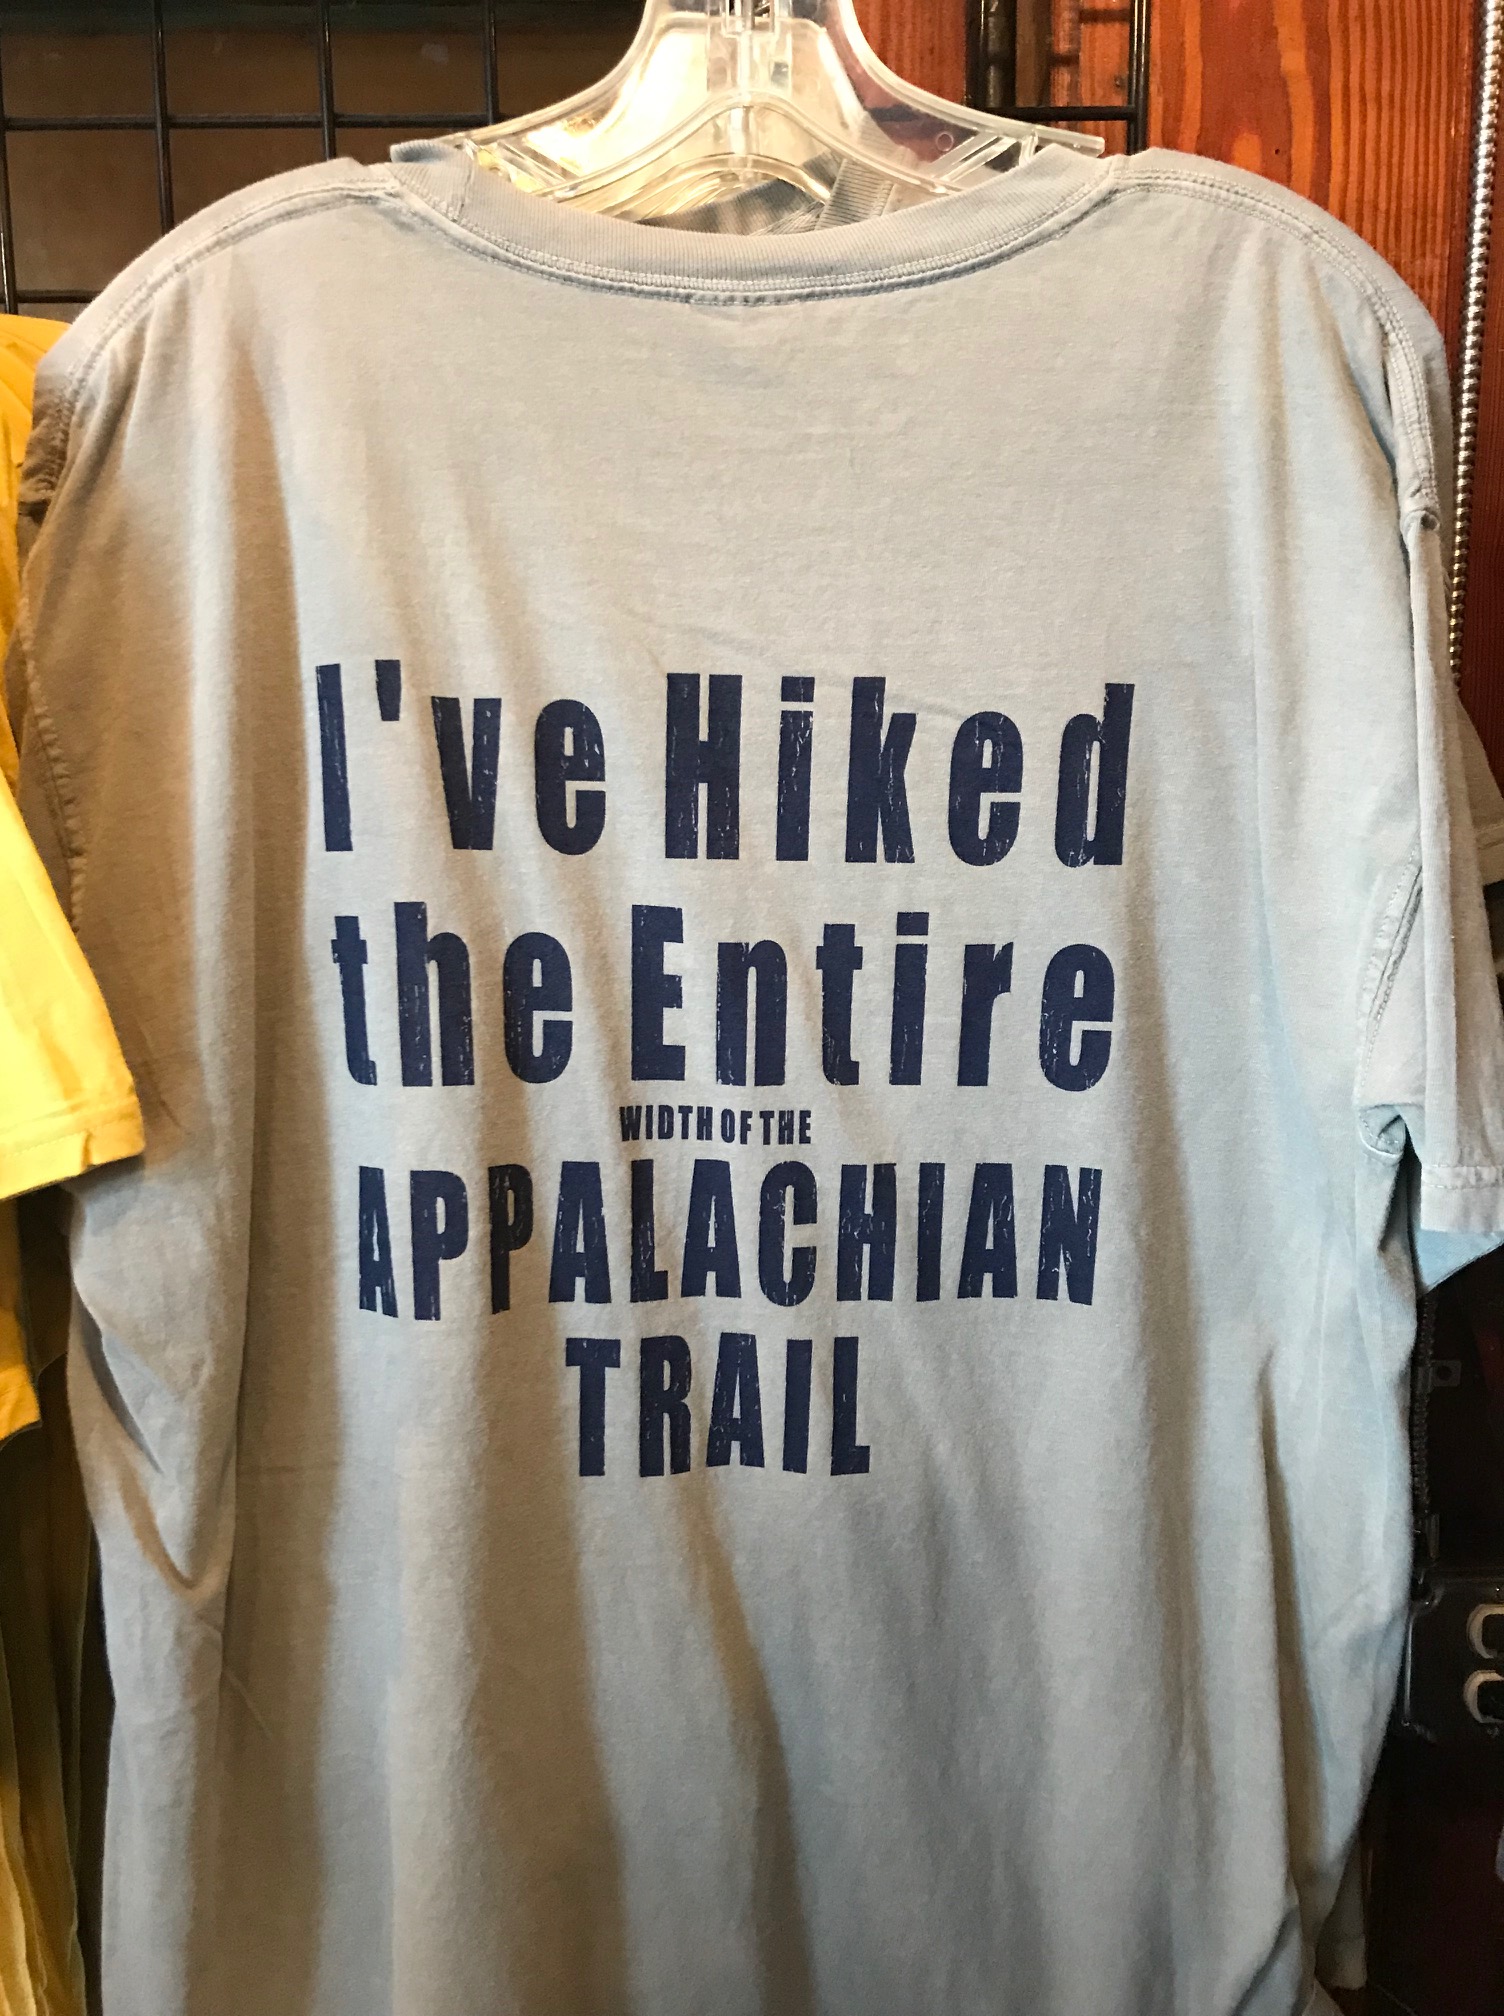 I've Hiked
the Entire
WIDTH OF THE
APPALACHIAN
TRAIL